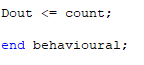 Dout <= count;
end behavioural;